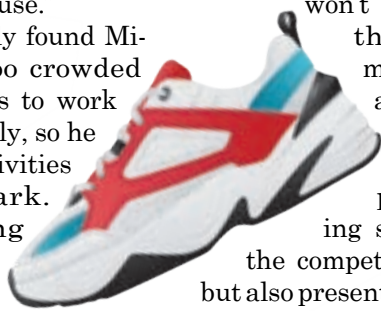 use.
y found Mi-
oo crowded
s to work
ly, so he
ivities
ark.
ng
won't
th
m
a
p
ing s
the compet
but also present